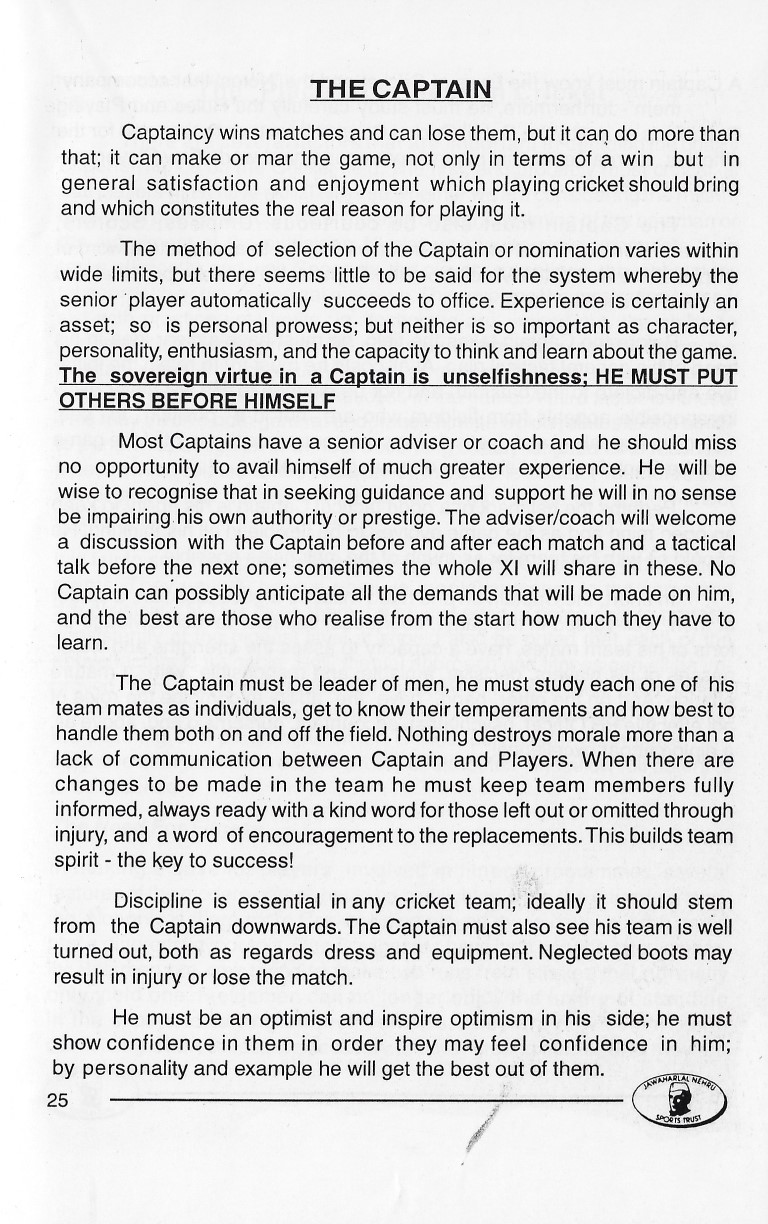 THE CAPTAIN
Captaincy wins matches and can lose them, but it can do more than
that; it can make or mar the game, not only in terms of a win but in
general satisfaction and enjoyment which playing cricket should bring
and which constitutes the real reason for playing it.
The method of selection of the Captain or nomination varies within
wide limits, but there seems little to be said for the system whereby the
senior player automatically succeeds to office. Experience is certainly an
asset; so is personal prowess; but neither is so important as character,
personality, enthusiasm, and the capacity to think and learn about the game.
The sovereign virtue in a Captain is unselfishness; HE MUST PUT
OTHERS BEFORE HIMSELF
Most Captains have a senior adviser or coach and he should miss
no opportunity to avail himself of much greater experience. He will be
wise to recognise that in seeking guidance and support he will in no sense
be impairing his own authority or prestige. The adviser/coach will welcome
a discussion with the Captain before and after each match and a tactical
talk before the next one; sometimes the whole XI will share in these. No
Captain can possibly anticipate all the demands that will be made on him,
and the best are those who realise from the start how much they have to
learn.
The Captain must be leader of men, he must study each one of his
team mates as individuals, get to know their temperaments and how best to
handle them both on and off the field. Nothing destroys morale more than a
lack of communication between Captain and Players. When there are
changes to be made in the team he must keep team members fully
informed, always ready with a kind word for those left out or omitted through
injury, and a word of encouragement to the replacements. This builds team
spirit - the key to success!
Discipline is essential in any cricket team; ideally it should stem
from the Captain downwards. The Captain must also see his team is well
turned out, both as regards dress and equipment. Neglected boots may
result in injury or lose the match.
He must be an optimist and inspire optimism in his side; he must
show confidence in them in order they may feel confidence in him;
by personality and example he will get the best out of them.
25
JAWAHARLAL NEHRU
SPORTS TRUST